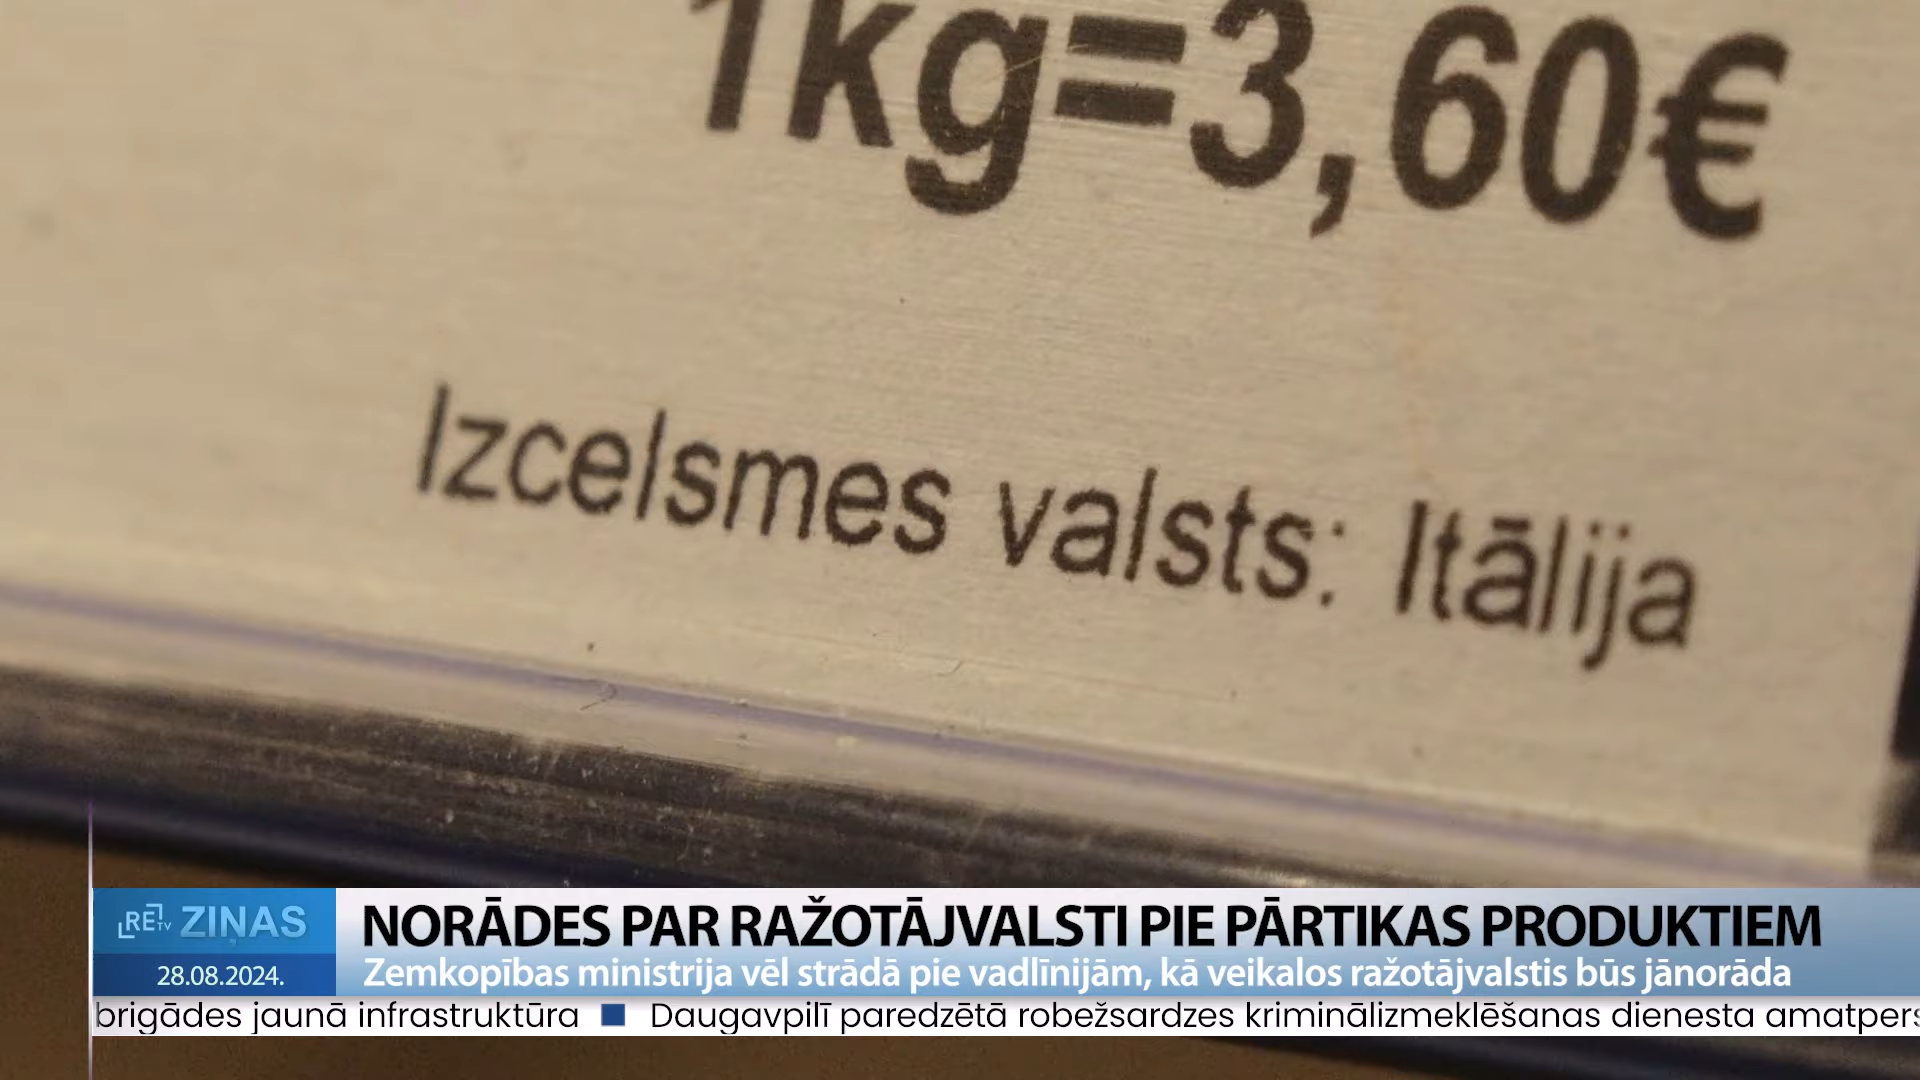 1kg=3,60€
Izcelsmes valsts: Itālija
RE TV ZIŅAS
NORĀDES PAR RAŽOTĀJVALSTI PIE PĀRTIKAS PRODUKTIEM
28.08.2024.
Zemkopības ministrija vēl strādā pie vadlīnijām, kā veikalos ražotājvalstis būs jānorāda
brigādes jaunā infrastruktūra ■ Daugavpilī paredzētā robežsardzes kriminālizmeklēšanas dienesta amatpers